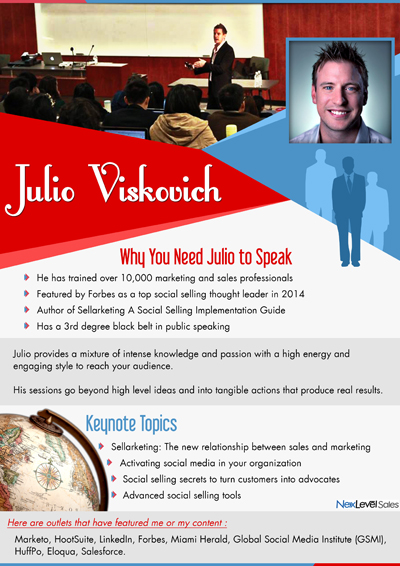 Julio Viskovich
Why You Need Julio to Speak
He has trained over 10,000 marketing and sales professionals
Featured by Forbes as a top social selling thought leader in 2014
Author of Sellarketing A Social Selling Implementation Guide
Has a 3rd degree black belt in public speaking
Julio provides a mixture of intense knowledge and passion with a high energy and
engaging style to reach your audience.
His sessions go beyond high level ideas and into tangible actions that produce real results.
Keynote Topics
Sellarketing: The new relationship between sales and marketing
Activating social media in your organization
Social selling secrets to turn customers into advocates
Advanced social selling tools
NexLevel Sales
Here are outlets that have featured me or my content :
Marketo, HootSuite, LinkedIn, Forbes, Miami Herald, Global Social Media Institute (GSMI),
HuffPo, Eloqua, Salesforce.